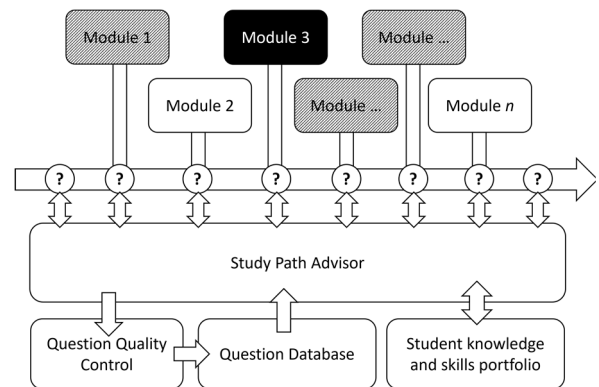 Module 1
Module 3
Module ...
Module 2
Module ...
Module n
? ? ? ? ? ? ? ?
Study Path Advisor
Question Quality
Control
Question Database
Student knowledge
and skills portfolio